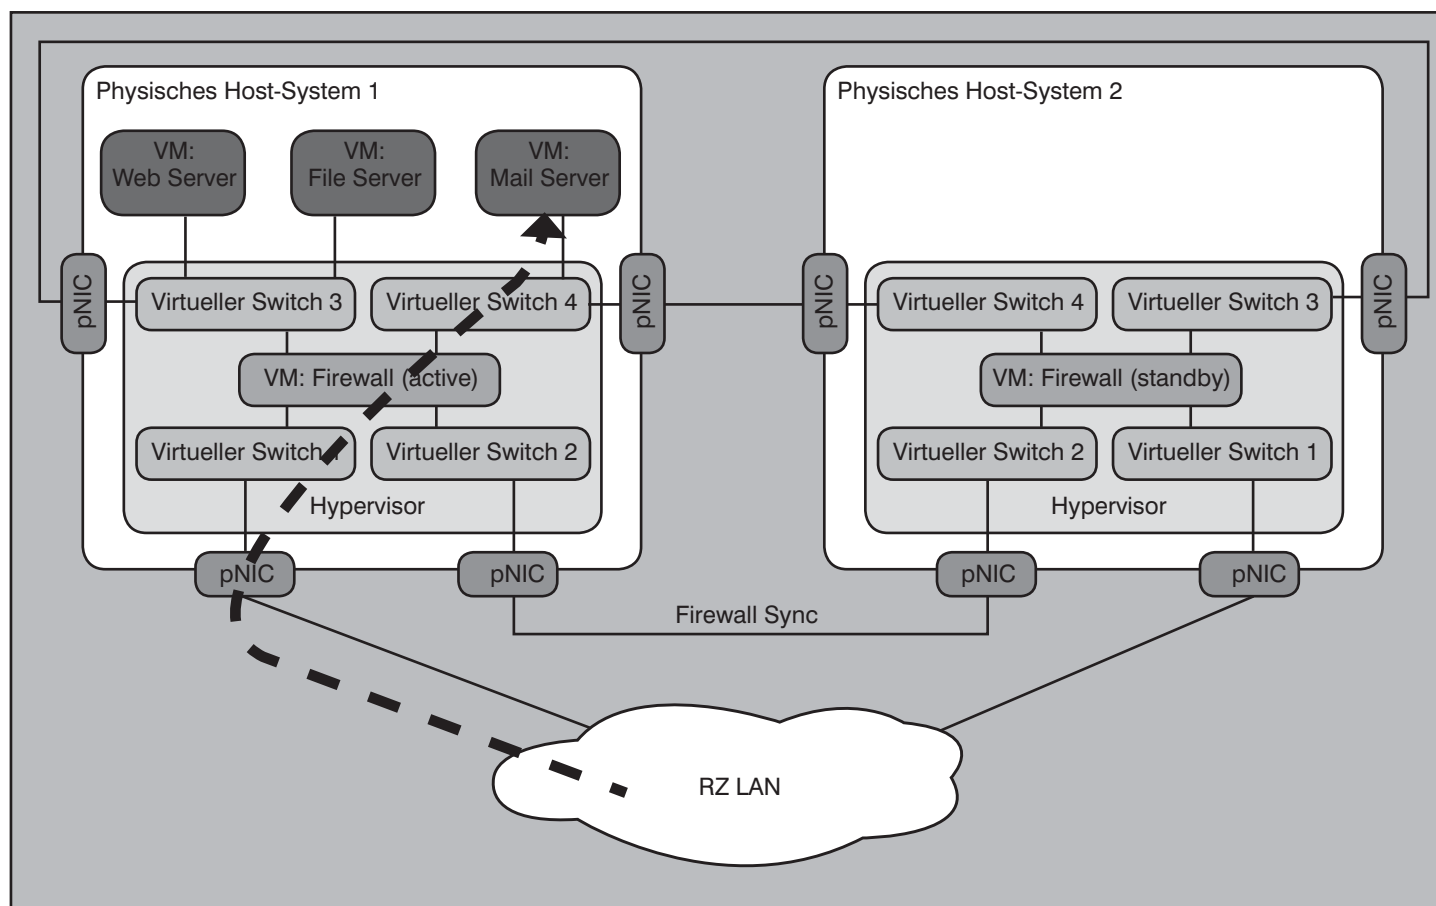 Physisches Host-System 1
VM:
Web Server
VM:
File Server
VM:
Mail Server
pNIC
Virtueller Switch 3
Virtueller Switch 4
pNIC
VM: Firewall (active)
Virtueller Switch 1
Virtueller Switch 2
Hypervisor
pNIC
pNIC
Physisches Host-System 2
pNIC
Virtueller Switch 4
Virtueller Switch 3
pNIC
VM: Firewall (standby)
Virtueller Switch 2
Virtueller Switch 1
Hypervisor
pNIC
pNIC
Firewall Sync
RZ LAN